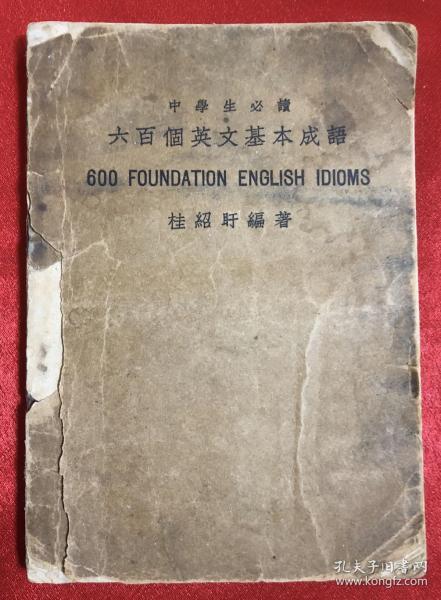 中學生必讀
六百個英文基本成語
600 FOUNDATION ENGLISH IDIOMS
桂紹盱編著
孔夫子旧书网
book.kongfz.com